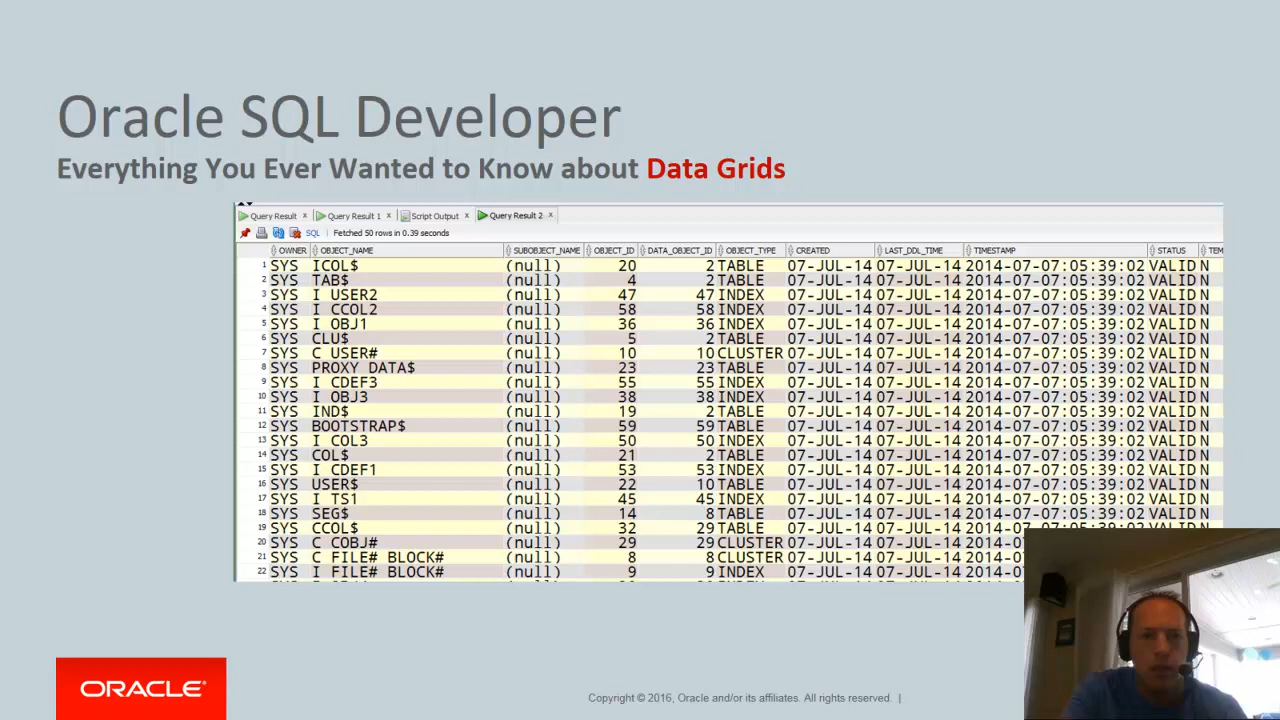 Oracle SQL Developer
Everything You Ever Wanted to Know about Data Grids
Query Result x Query Result 1 x Script Output x Query Result 2 x
SQL Fetched 50 rows in 0.39 seconds
OWNER OBJECT_NAME SUBOBJECT_NAME OBJECT_ID DATA_OBJECT_ID OBJECT_TYPE CREATED LAST_DDL_TIME TIMESTAMP STATUS TEM
1 SYS ICOL$ (null) 20 2 TABLE 07-JUL-14 07-JUL-14 2014-07-07:05:39:02 VALID N
2 SYS TAB$ (null) 4 2 TABLE 07-JUL-14 07-JUL-14 2014-07-07:05:39:02 VALID N
3 SYS I_USER2 (null) 47 47 INDEX 07-JUL-14 07-JUL-14 2014-07-07:05:39:02 VALID N
4 SYS I_CCOL2 (null) 58 58 INDEX 07-JUL-14 07-JUL-14 2014-07-07:05:39:02 VALID N
5 SYS I_OBJ1 (null) 36 36 INDEX 07-JUL-14 07-JUL-14 2014-07-07:05:39:02 VALID N
6 SYS CLU$ (null) 5 2 TABLE 07-JUL-14 07-JUL-14 2014-07-07:05:39:02 VALID N
7 SYS C_USER# (null) 10 10 CLUSTER 07-JUL-14 07-JUL-14 2014-07-07:05:39:02 VALID N
8 SYS PROXY_DATA$ (null) 23 23 TABLE 07-JUL-14 07-JUL-14 2014-07-07:05:39:02 VALID N
9 SYS I_CDEF3 (null) 55 55 INDEX 07-JUL-14 07-JUL-14 2014-07-07:05:39:02 VALID N
10 SYS I_OBJ3 (null) 38 38 INDEX 07-JUL-14 07-JUL-14 2014-07-07:05:39:02 VALID N
11 SYS IND$ (null) 19 2 TABLE 07-JUL-14 07-JUL-14 2014-07-07:05:39:02 VALID N
12 SYS BOOTSTRAP$ (null) 59 59 TABLE 07-JUL-14 07-JUL-14 2014-07-07:05:39:02 VALID N
13 SYS I_COL3 (null) 50 50 INDEX 07-JUL-14 07-JUL-14 2014-07-07:05:39:02 VALID N
14 SYS COL$ (null) 21 2 TABLE 07-JUL-14 07-JUL-14 2014-07-07:05:39:02 VALID N
15 SYS I_CDEF1 (null) 53 53 INDEX 07-JUL-14 07-JUL-14 2014-07-07:05:39:02 VALID N
16 SYS USER$ (null) 22 10 TABLE 07-JUL-14 07-JUL-14 2014-07-07:05:39:02 VALID N
17 SYS I_TS1 (null) 45 45 INDEX 07-JUL-14 07-JUL-14 2014-07-07:05:39:02 VALID N
18 SYS SEG$ (null) 14 8 TABLE 07-JUL-14 07-JUL-14 2014-07-07:05:39:02 VALID N
19 SYS CCOL$ (null) 32 29 TABLE 07-JUL-14 07-JUL-14 2014-07-07:05:39:02 VALID N
20 SYS C_COBJ# (null) 29 29 CLUSTER 07-JUL-14 07-JUL-14 2014-0
21 SYS C_FILE#_BLOCK# (null) 8 8 CLUSTER 07-JUL-14 07-JUL-14 2014-0
22 SYS I_FILE#_BLOCK# (null) 9 9 INDEX 07-JUL-14 07-JUL-14 2014-0
ORACLE®
Copyright © 2016, Oracle and/or its affiliates. All rights reserved. |